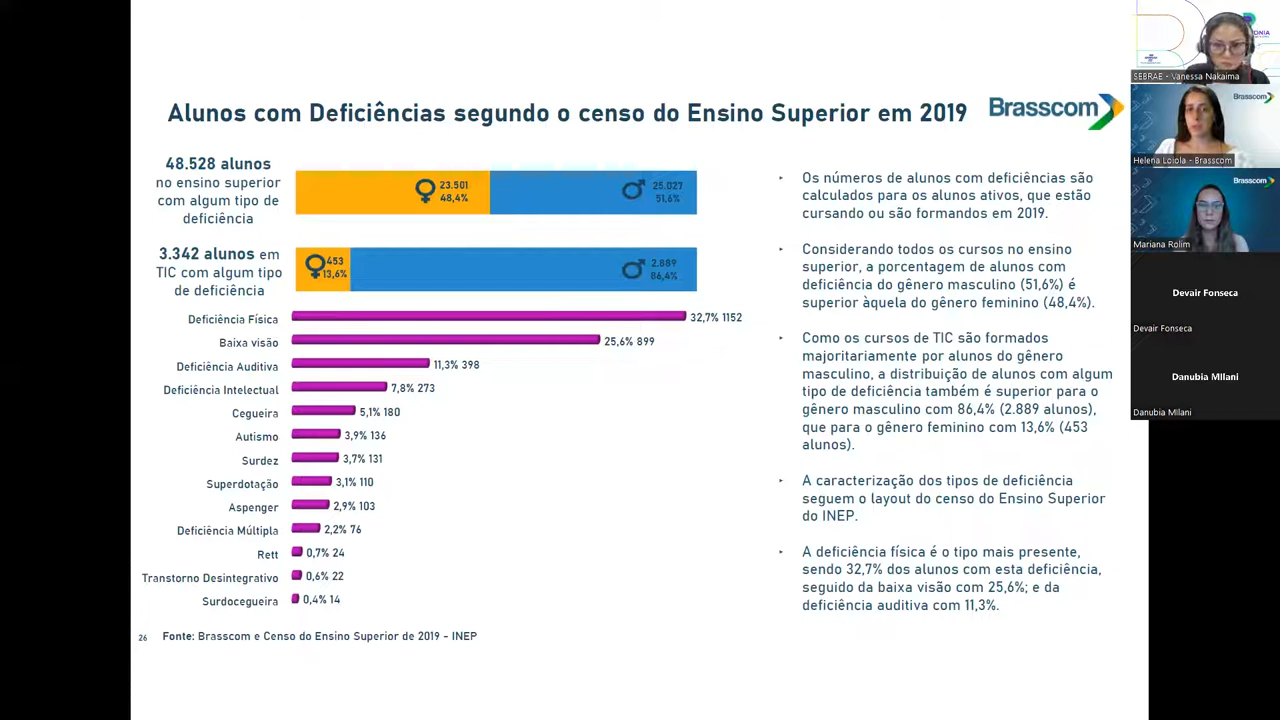 Alunos com Deficiências segundo o censo do Ensino Superior em 2019
Brasscom
48.528 alunos
no ensino superior
com algum tipo de
deficiência
23.501
48,4%
25.027
51,6%
3.342 alunos em
TIC com algum tipo
de deficiência
453
13,6%
2.889
86,4%
Deficiência Física 32,7% 1152
Baixa visão 25,6% 899
Deficiência Auditiva 11,3% 398
Deficiência Intelectual 7,8% 273
Cegueira 5,1% 180
Autismo 3,9% 136
Surdez 3,7% 131
Superdotação 3,1% 110
Aspenger 2,9% 103
Deficiência Múltipla 2,2% 76
Rett 0,7% 24
Transtorno Desintegrativo 0,6% 22
Surdocegueira 0,4% 14
26 Fonte: Brasscom e Censo do Ensino Superior de 2019 - INEP
Os números de alunos com deficiências são
calculados para os alunos ativos, que estão
cursando ou são formandos em 2019.
Considerando todos os cursos no ensino
superior, a porcentagem de alunos com
deficiência do gênero masculino (51,6%) é
superior àquela do gênero feminino (48,4%).
Como os cursos de TIC são formados
majoritariamente por alunos do gênero
masculino, a distribuição de alunos com algum
tipo de deficiência também é superior para o
gênero masculino com 86,4% (2.889 alunos),
que para o gênero feminino com 13,6% (453
alunos).
A caracterização dos tipos de deficiência
seguem o layout do censo do Ensino Superior
do INEP.
A deficiência física é o tipo mais presente,
sendo 32,7% dos alunos com esta deficiência,
seguido da baixa visão com 25,6%; e da
deficiência auditiva com 11,3%.
SEBRAE - Vanessa Nakaima
Brasscom
Helena Loiola - Brasscom
Brasscom
Mariana Rolim
Devair Fonseca
Devair Fonseca
Danubia MIlani
Danubia MIlani